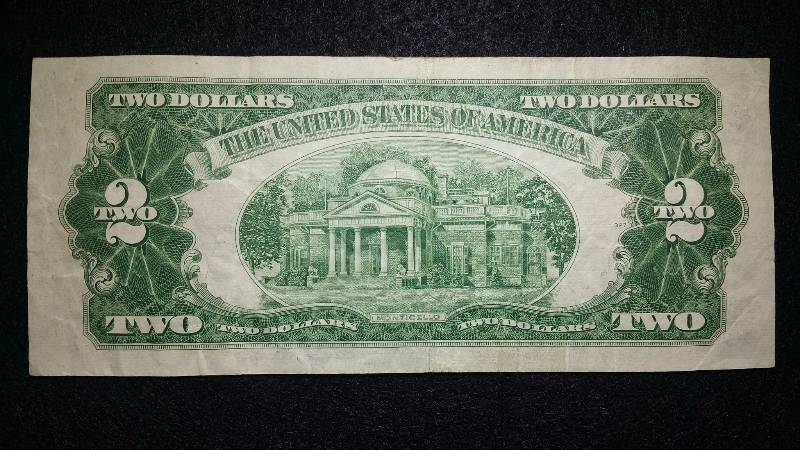 TWO DOLLARS TWO DOLLARS
THE UNITED STATES OF AMERICA
2 2
TWO TWO
MONTICELLO
TWO TWO DOLLARS TWO DOLLARS TWO